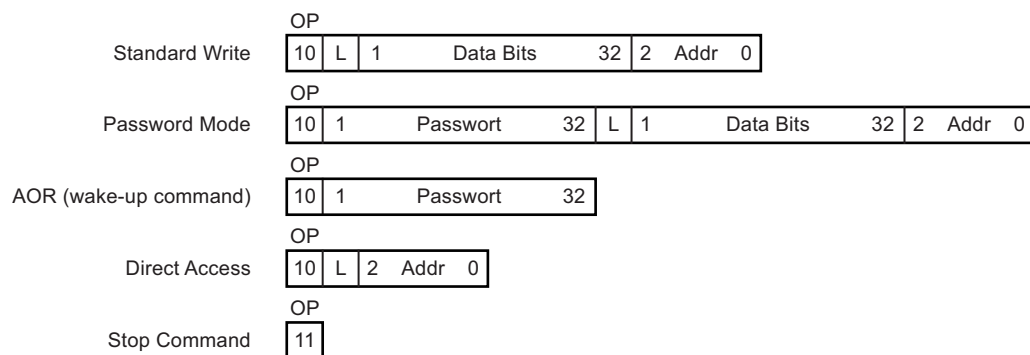 OP
Standard Write 10 L 1 Data Bits 32 2 Addr 0
OP
Password Mode 10 1 Passwort 32 L 1 Data Bits 32 2 Addr 0
OP
AOR (wake-up command) 10 1 Passwort 32
OP
Direct Access 10 L 2 Addr 0
OP
Stop Command 11